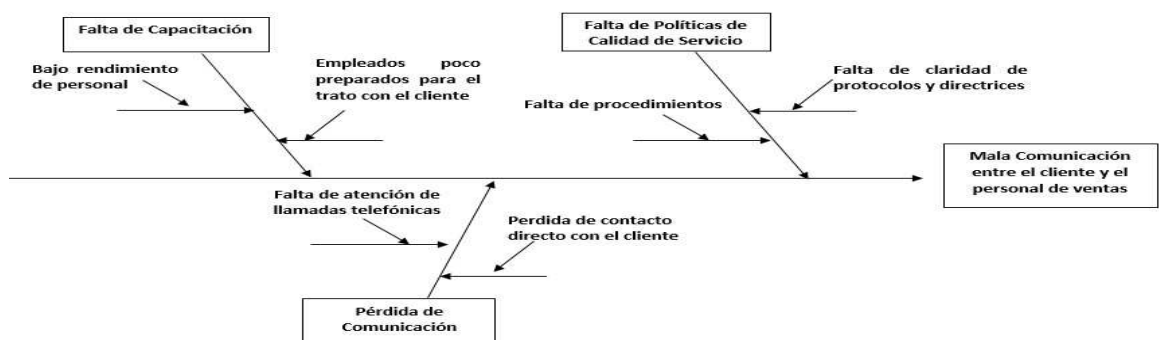 Falta de Capacitación
Bajo rendimiento
de personal
Empleados poco
preparados para el
trato con el cliente
Falta de Políticas de
Calidad de Servicio
Falta de procedimientos
Falta de claridad de
protocolos y directrices
Mala Comunicación
entre el cliente y el
personal de ventas
Falta de atención de
llamadas telefónicas
Perdida de contacto
directo con el cliente
Pérdida de
Comunicación